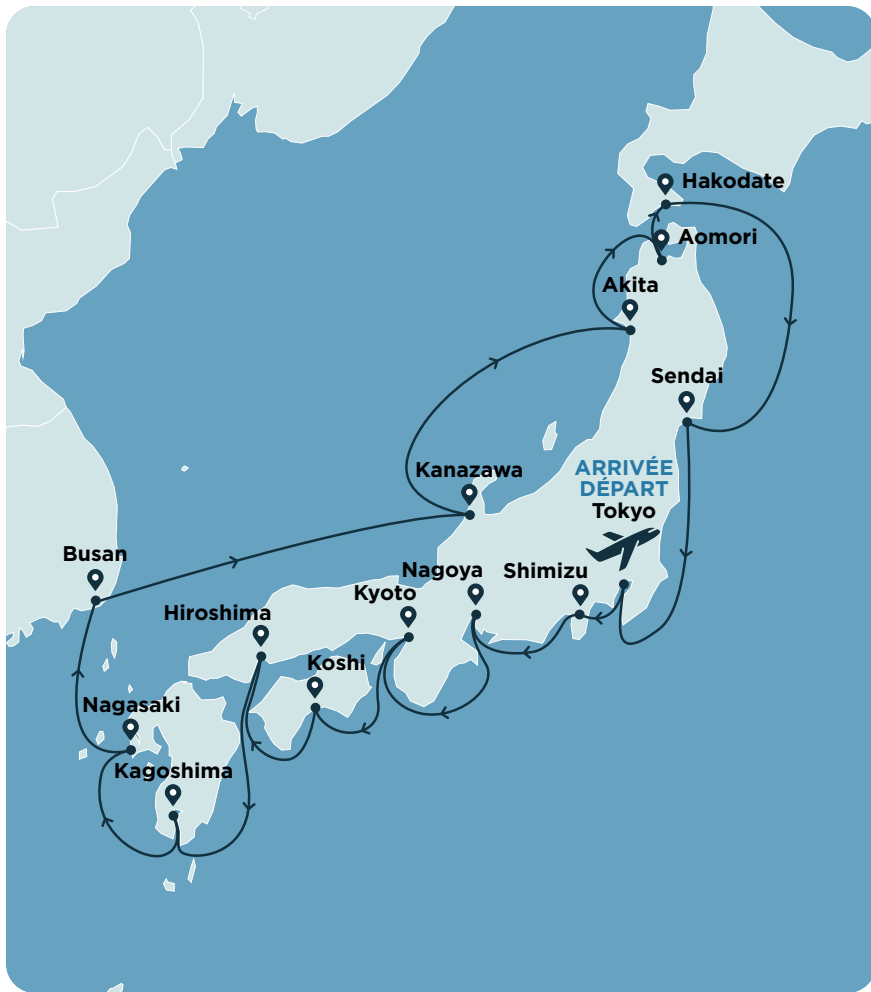 Hakodate
Aomori
Akita
Sendai
ARRIVÉE
DÉPART
Tokyo
Kanazawa
Busan
Nagoya
Shimizu
Kyoto
Hiroshima
Koshi
Nagasaki
Kagoshima